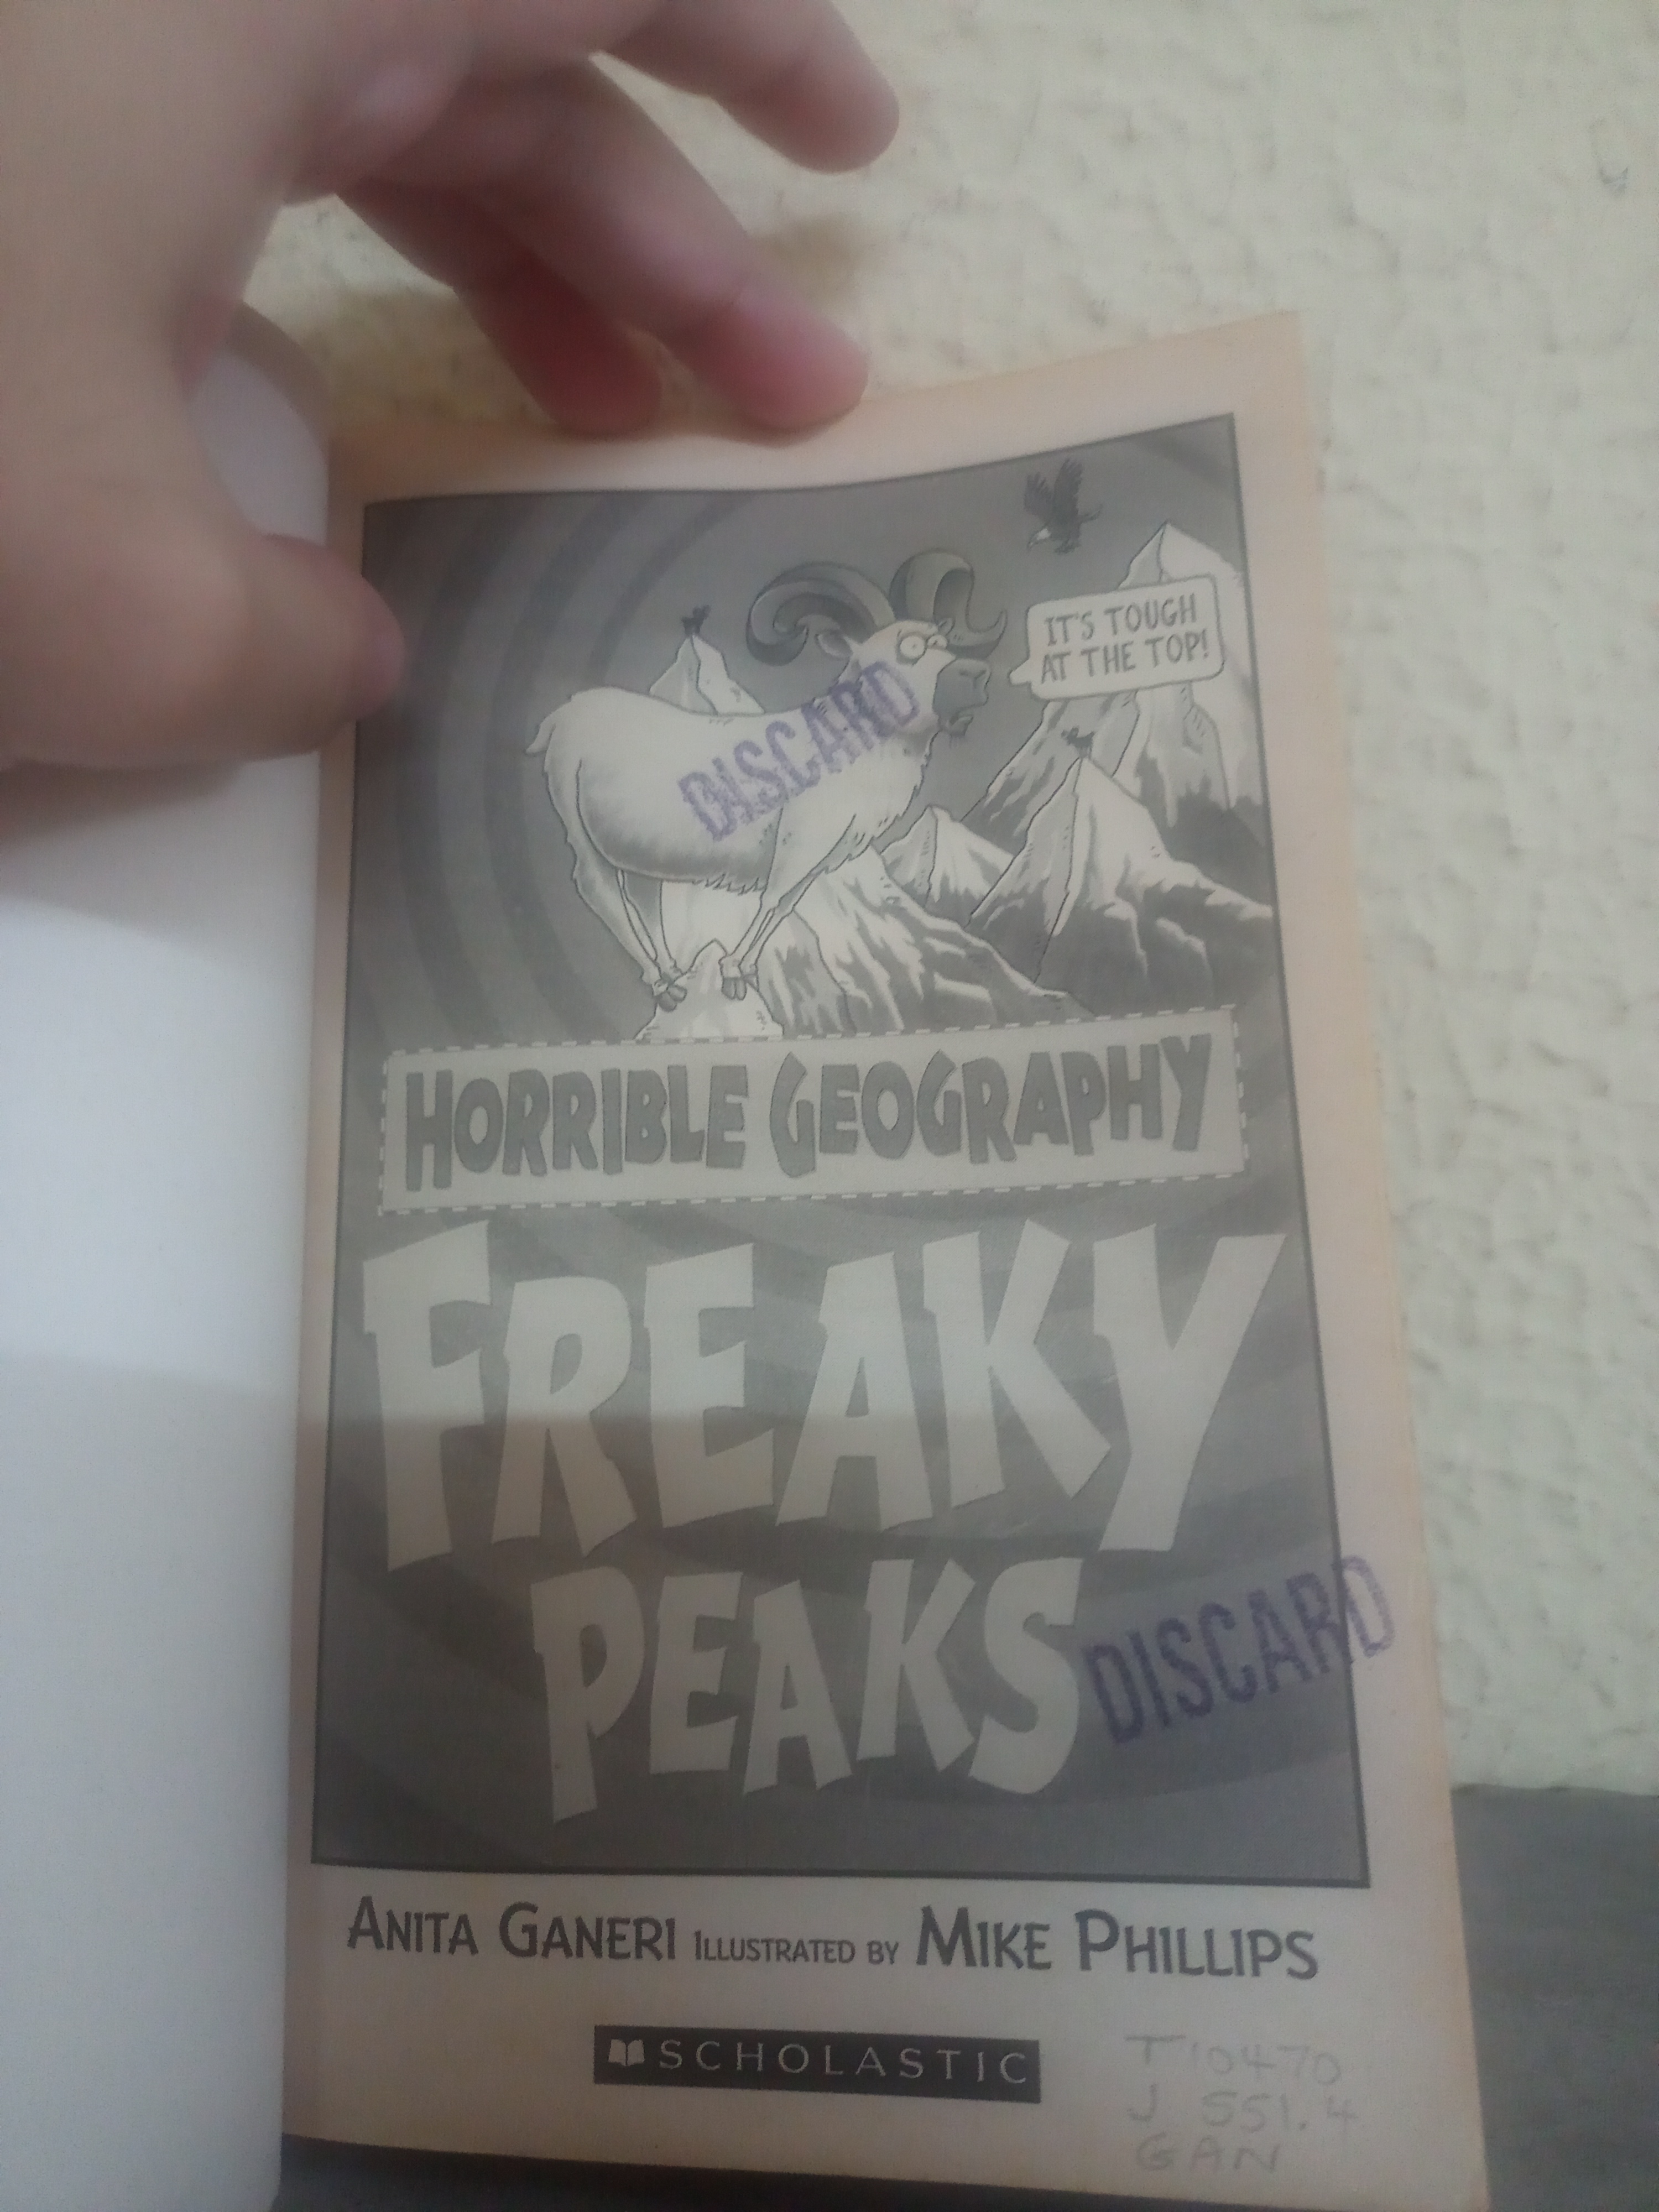 IT'S TOUGH
AT THE TOP!
DISCARD
HORRIBLE GEOGRAPHY
FREAKY
PEAKS
DISCARD
ANITA GANERI ILLUSTRATED BY MIKE PHILLIPS
SCHOLASTIC
T10470
J 551.4
GAN